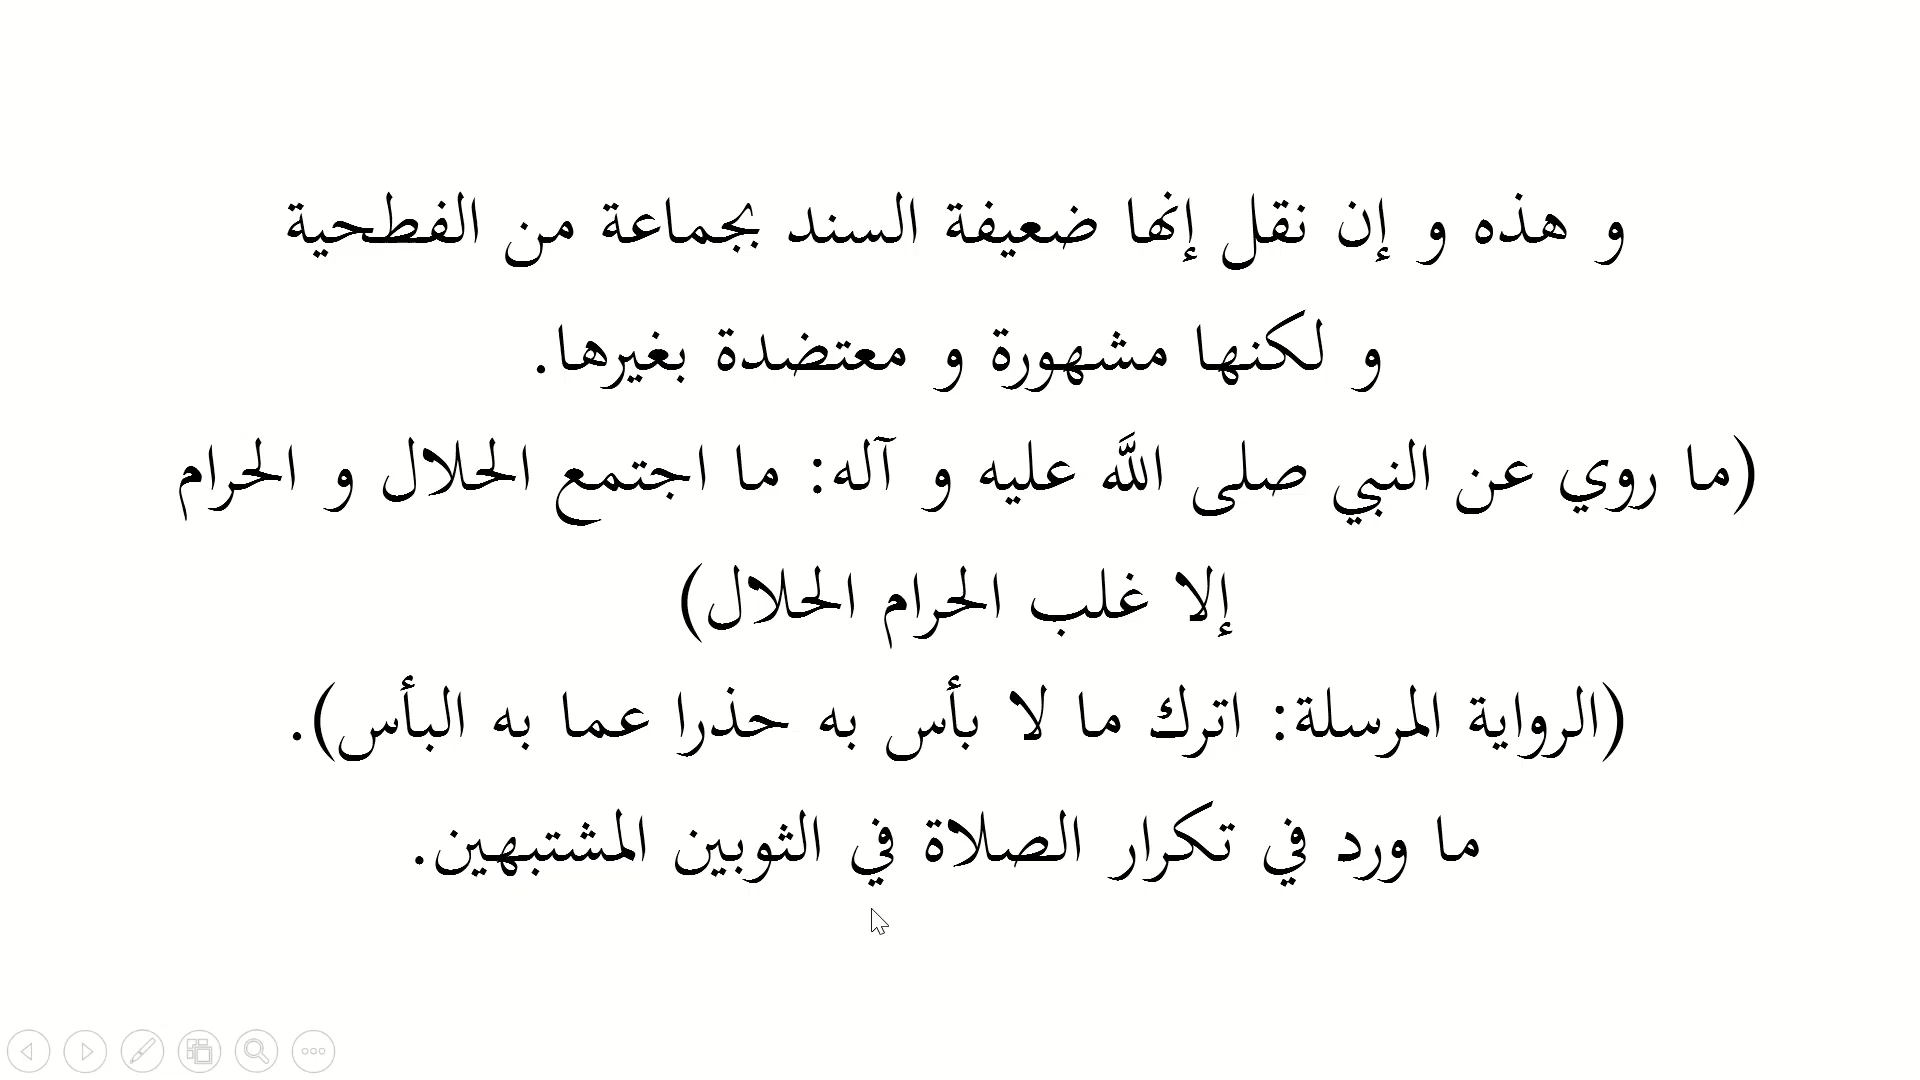 و هذه و إن نقل إنها ضعيفة السند بجماعة من الفطحية
و لكنها مشهورة و معتضدة بغيرها.
(ما روي عن النبي صلى الله عليه و آله: ما اجتمع الحلال و الحرام
إلا غلب الحرام الحلال)
(الرواية المرسلة: اترك ما لا بأس به حذرا عما به البأس).
ما ورد في تكرار الصلاة في الثوبين المشتبهين.